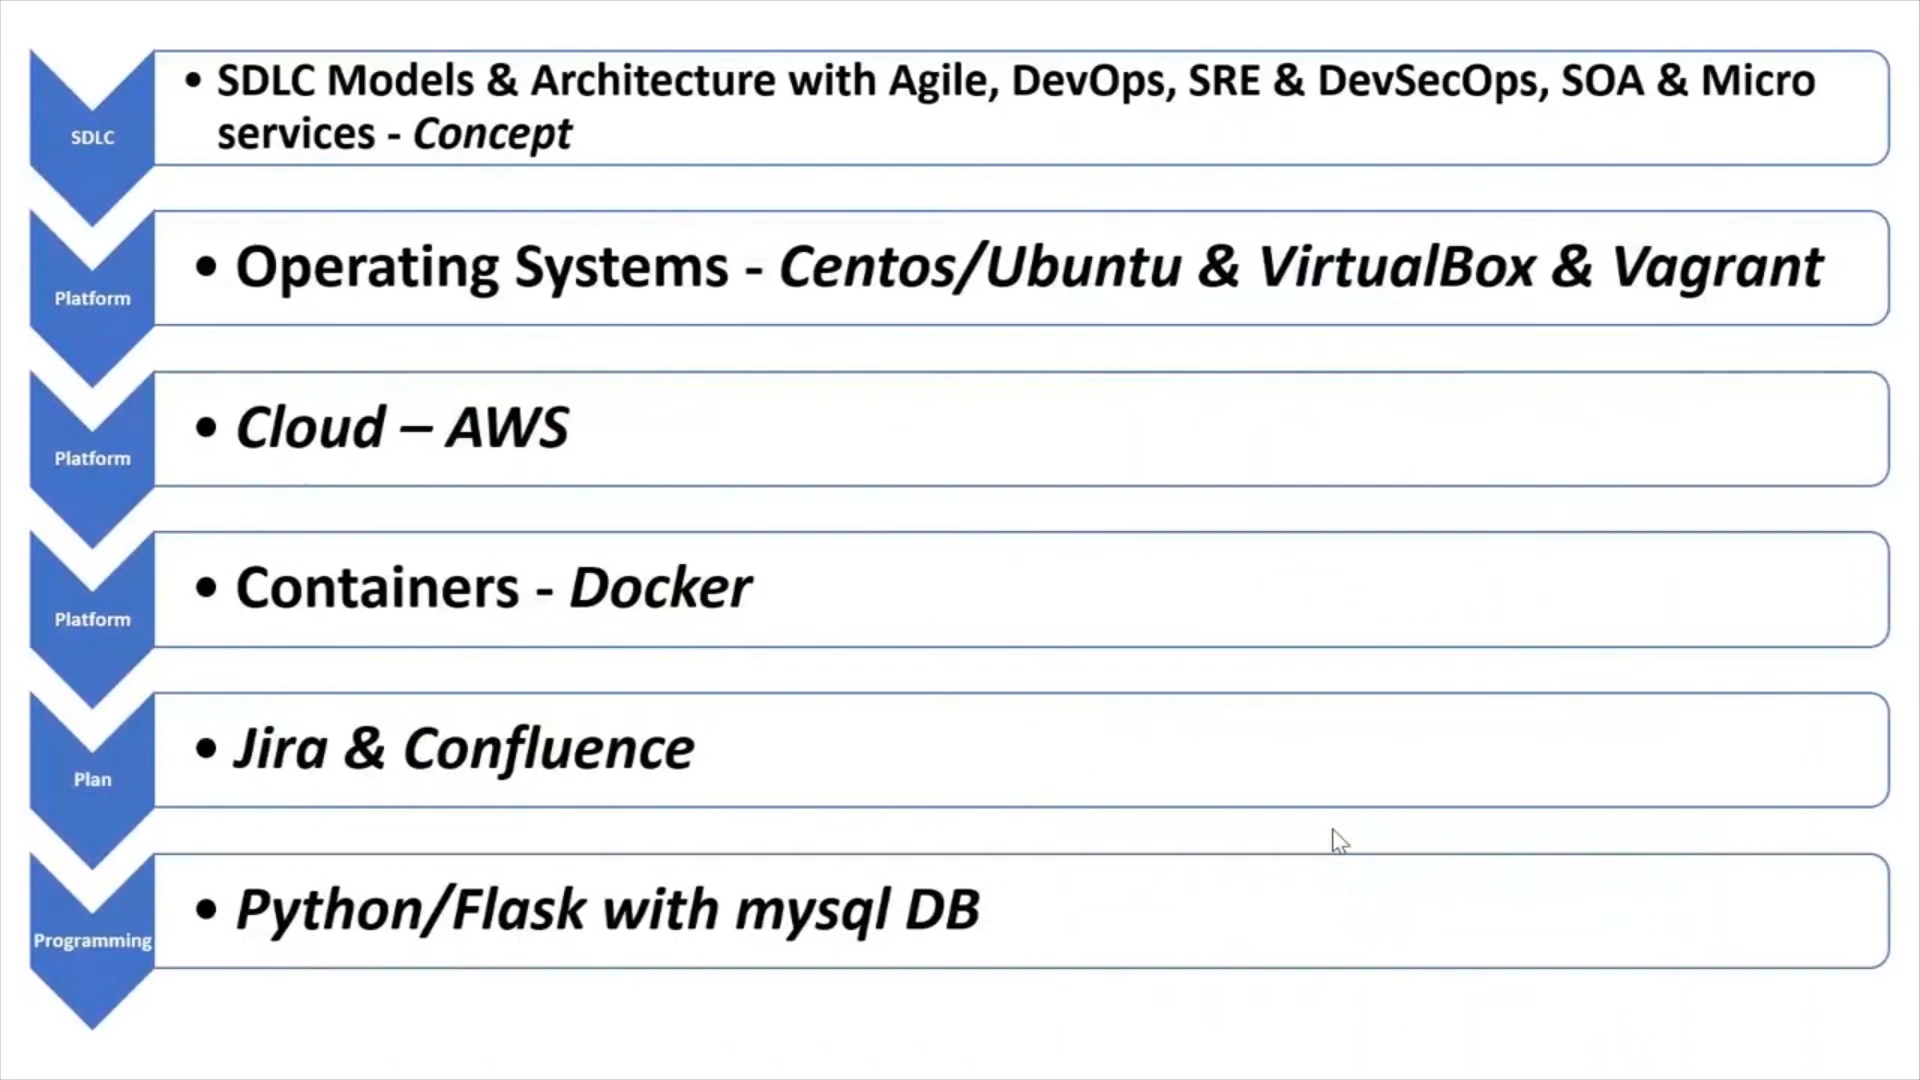 SDLC
• SDLC Models & Architecture with Agile, DevOps, SRE & DevSecOps, SOA & Micro
services - Concept
Platform
• Operating Systems - Centos/Ubuntu & VirtualBox & Vagrant
Platform
• Cloud – AWS
Platform
• Containers - Docker
Plan
• Jira & Confluence
Programming
• Python/Flask with mysql DB